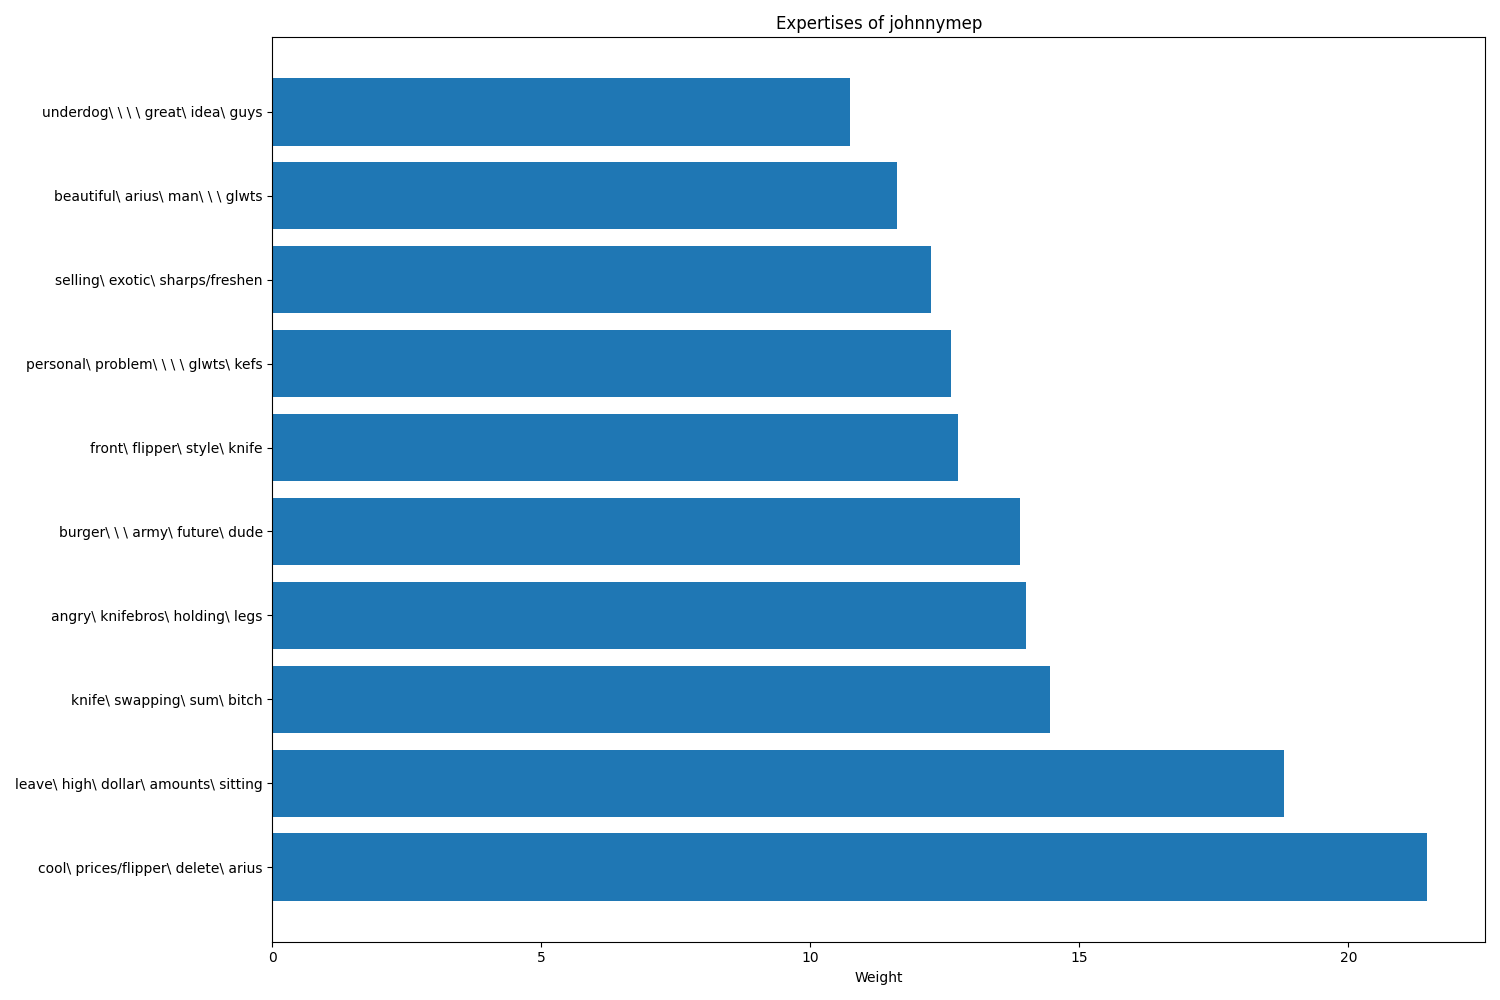 Expertises of johnnymep
underdog\ \ \ \ great\ idea\ guys
beautiful\ arius\ man\ \ \ glwts
selling\ exotic\ sharps/freshen
personal\ problem\ \ \ \ glwts\ kefs
front\ flipper\ style\ knife
burger\ \ \ army\ future\ dude
angry\ knifebros\ holding\ legs
knife\ swapping\ sum\ bitch
leave\ high\ dollar\ amounts\ sitting
cool\ prices/flipper\ delete\ arius
0 5 10 15 20
Weight